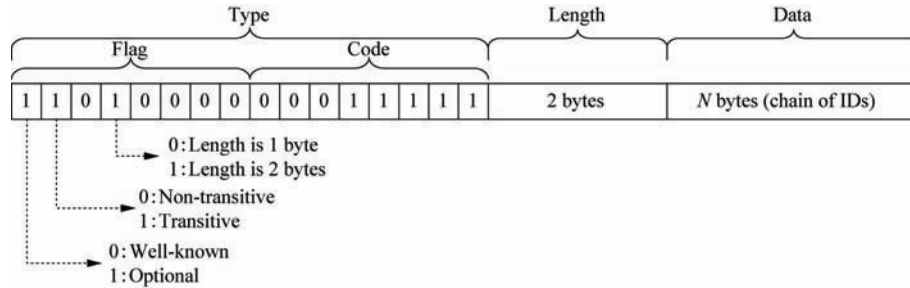 Type Length Data
Flag Code
1 1 0 1 0 0 0 0 0 0 0 1 1 1 1 1 2 bytes N bytes (chain of IDs)
0:Length is 1 byte
1:Length is 2 bytes
0:Non-transitive
1:Transitive
0:Well-known
1:Optional